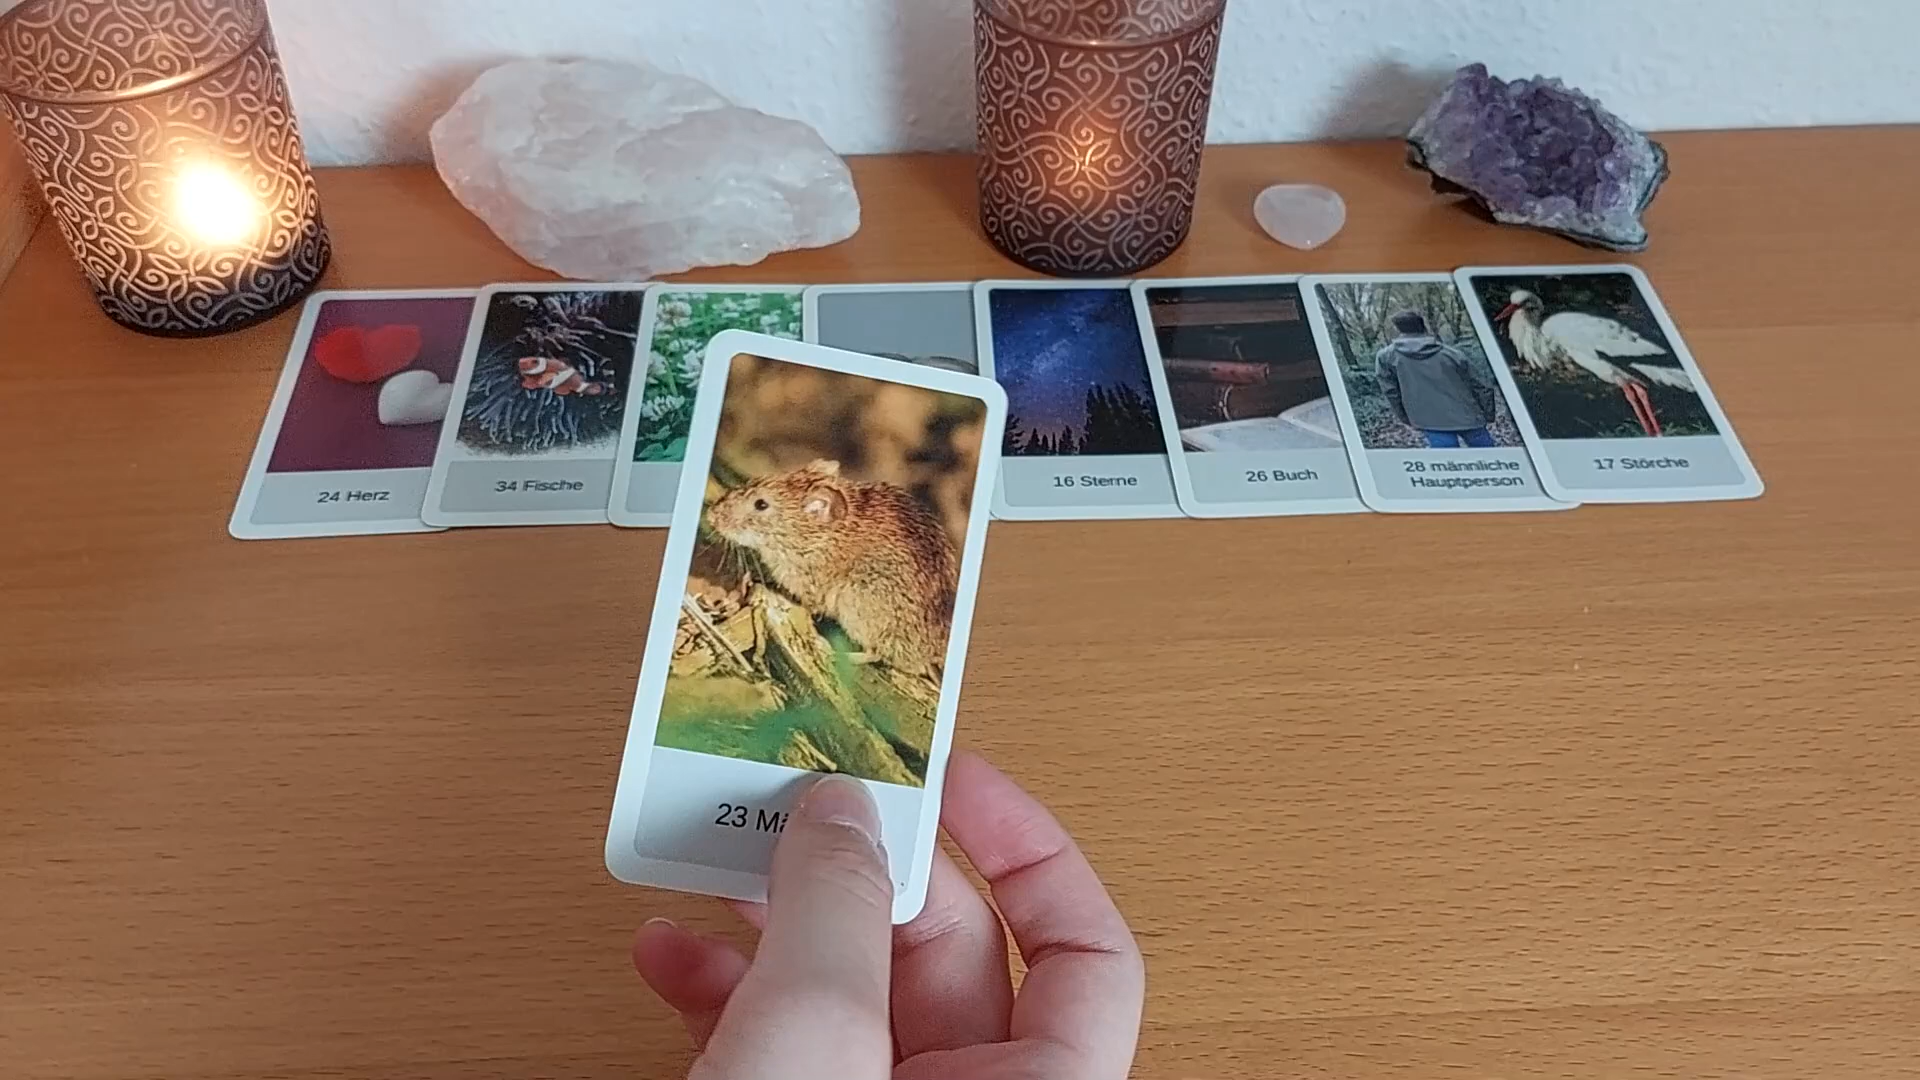 24 Herz
34 Fische
16 Sterne
26 Buch
28 männliche
Hauptperson
17 Störche
23